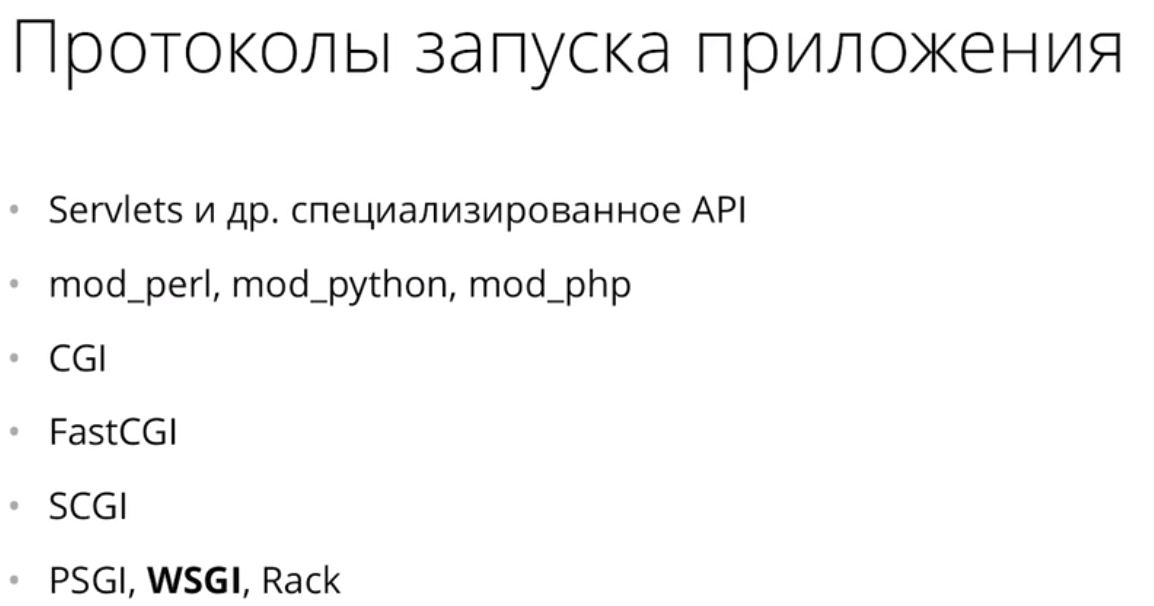 Протоколы запуска приложения
• Servlets и др. специализированное API
• mod_perl, mod_python, mod_php
• CGI
• FastCGI
• SCGI
• PSGI, WSGI, Rack